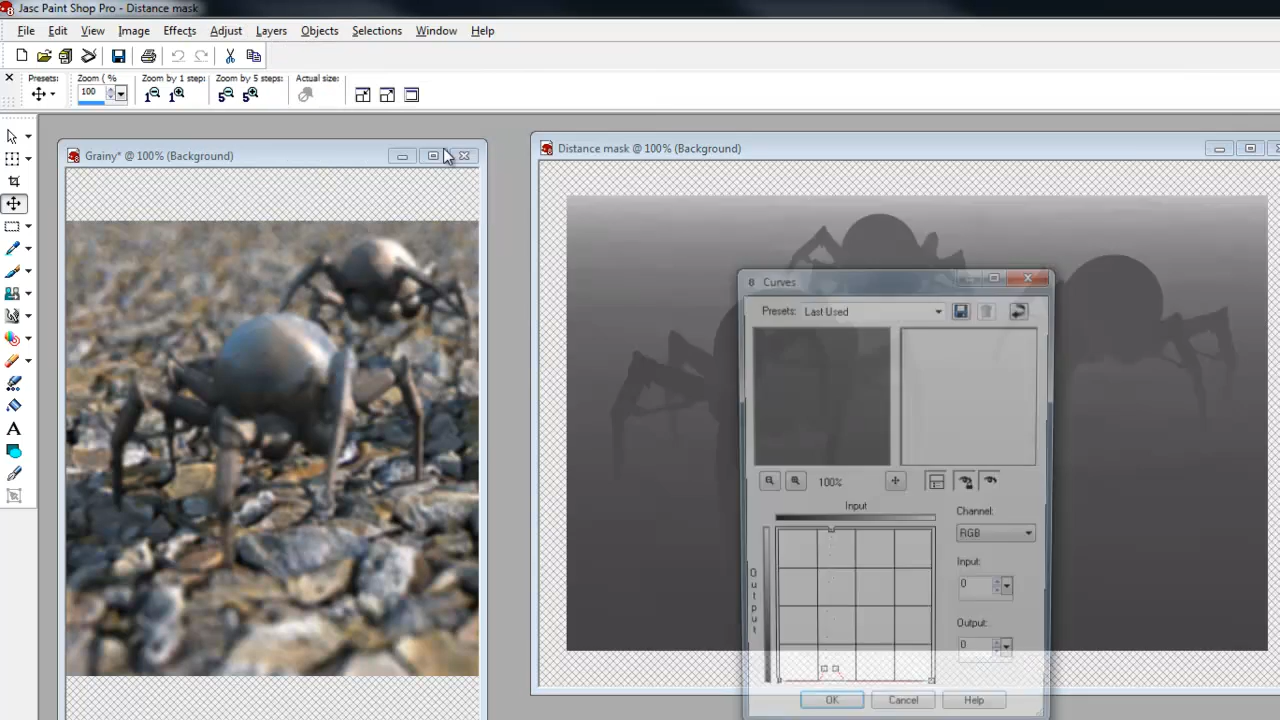 Jasc Paint Shop Pro - Distance mask
File Edit View Image Effects Adjust Layers Objects Selections Window Help
Presets: Zoom ( % Zoom by 1 step: Zoom by 5 steps: Actual size:
100
Grainy* @ 100% (Background)
Distance mask @ 100% (Background)
Curves
Presets: Last Used
100%
Input
Channel:
RGB
Input:
0
Output
Output:
0
OK Cancel Help